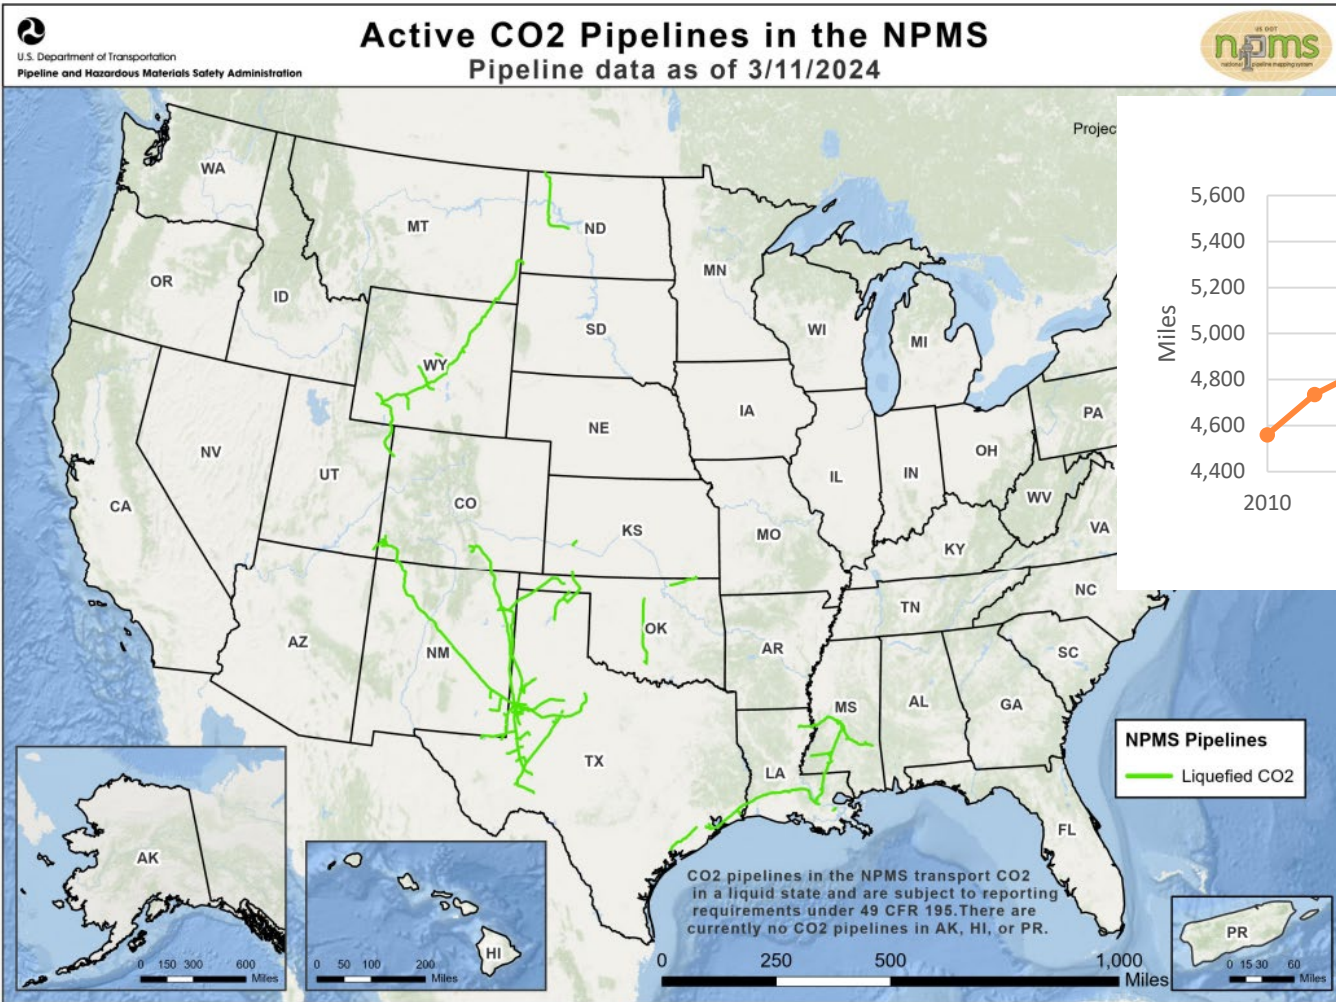 U.S. Department of Transportation
Pipeline and Hazardous Materials Safety Administration
Active CO2 Pipelines in the NPMS
Pipeline data as of 3/11/2024
US DOT
npms
national pipeline mapping system
Projec
WA
MT
ND
OR
ID
MN
SD
WI
MI
WY
IA
NE
PA
NV
UT
CO
IL
IN
OH
WV
CA
KS
MO
KY
VA
TN
NC
AZ
NM
OK
AR
SC
MS
AL
GA
TX
LA
FL
5,600
5,400
5,200
5,000
4,800
4,600
4,400
Miles
2010
NPMS Pipelines
Liquefied CO2
CO2 pipelines in the NPMS transport CO2
in a liquid state and are subject to reporting
requirements under 49 CFR 195.There are
currently no CO2 pipelines in AK, HI, or PR.
0 250 500 1,000
Miles
AK
0 150 300 600
Miles
HI
0 50 100 200
Miles
PR
0 15 30 60
Miles